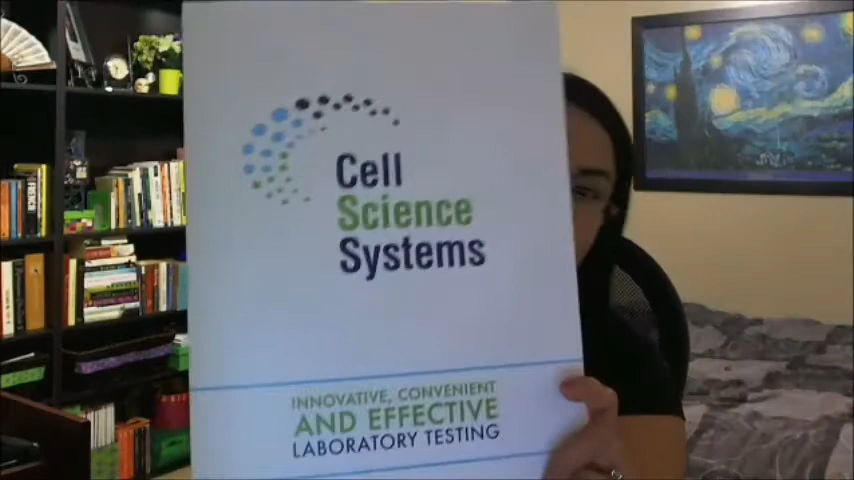 Cell
Science
Systems
INNOVATIVE, CONVENIENT
AND EFFECTIVE
LABORATORY TESTING